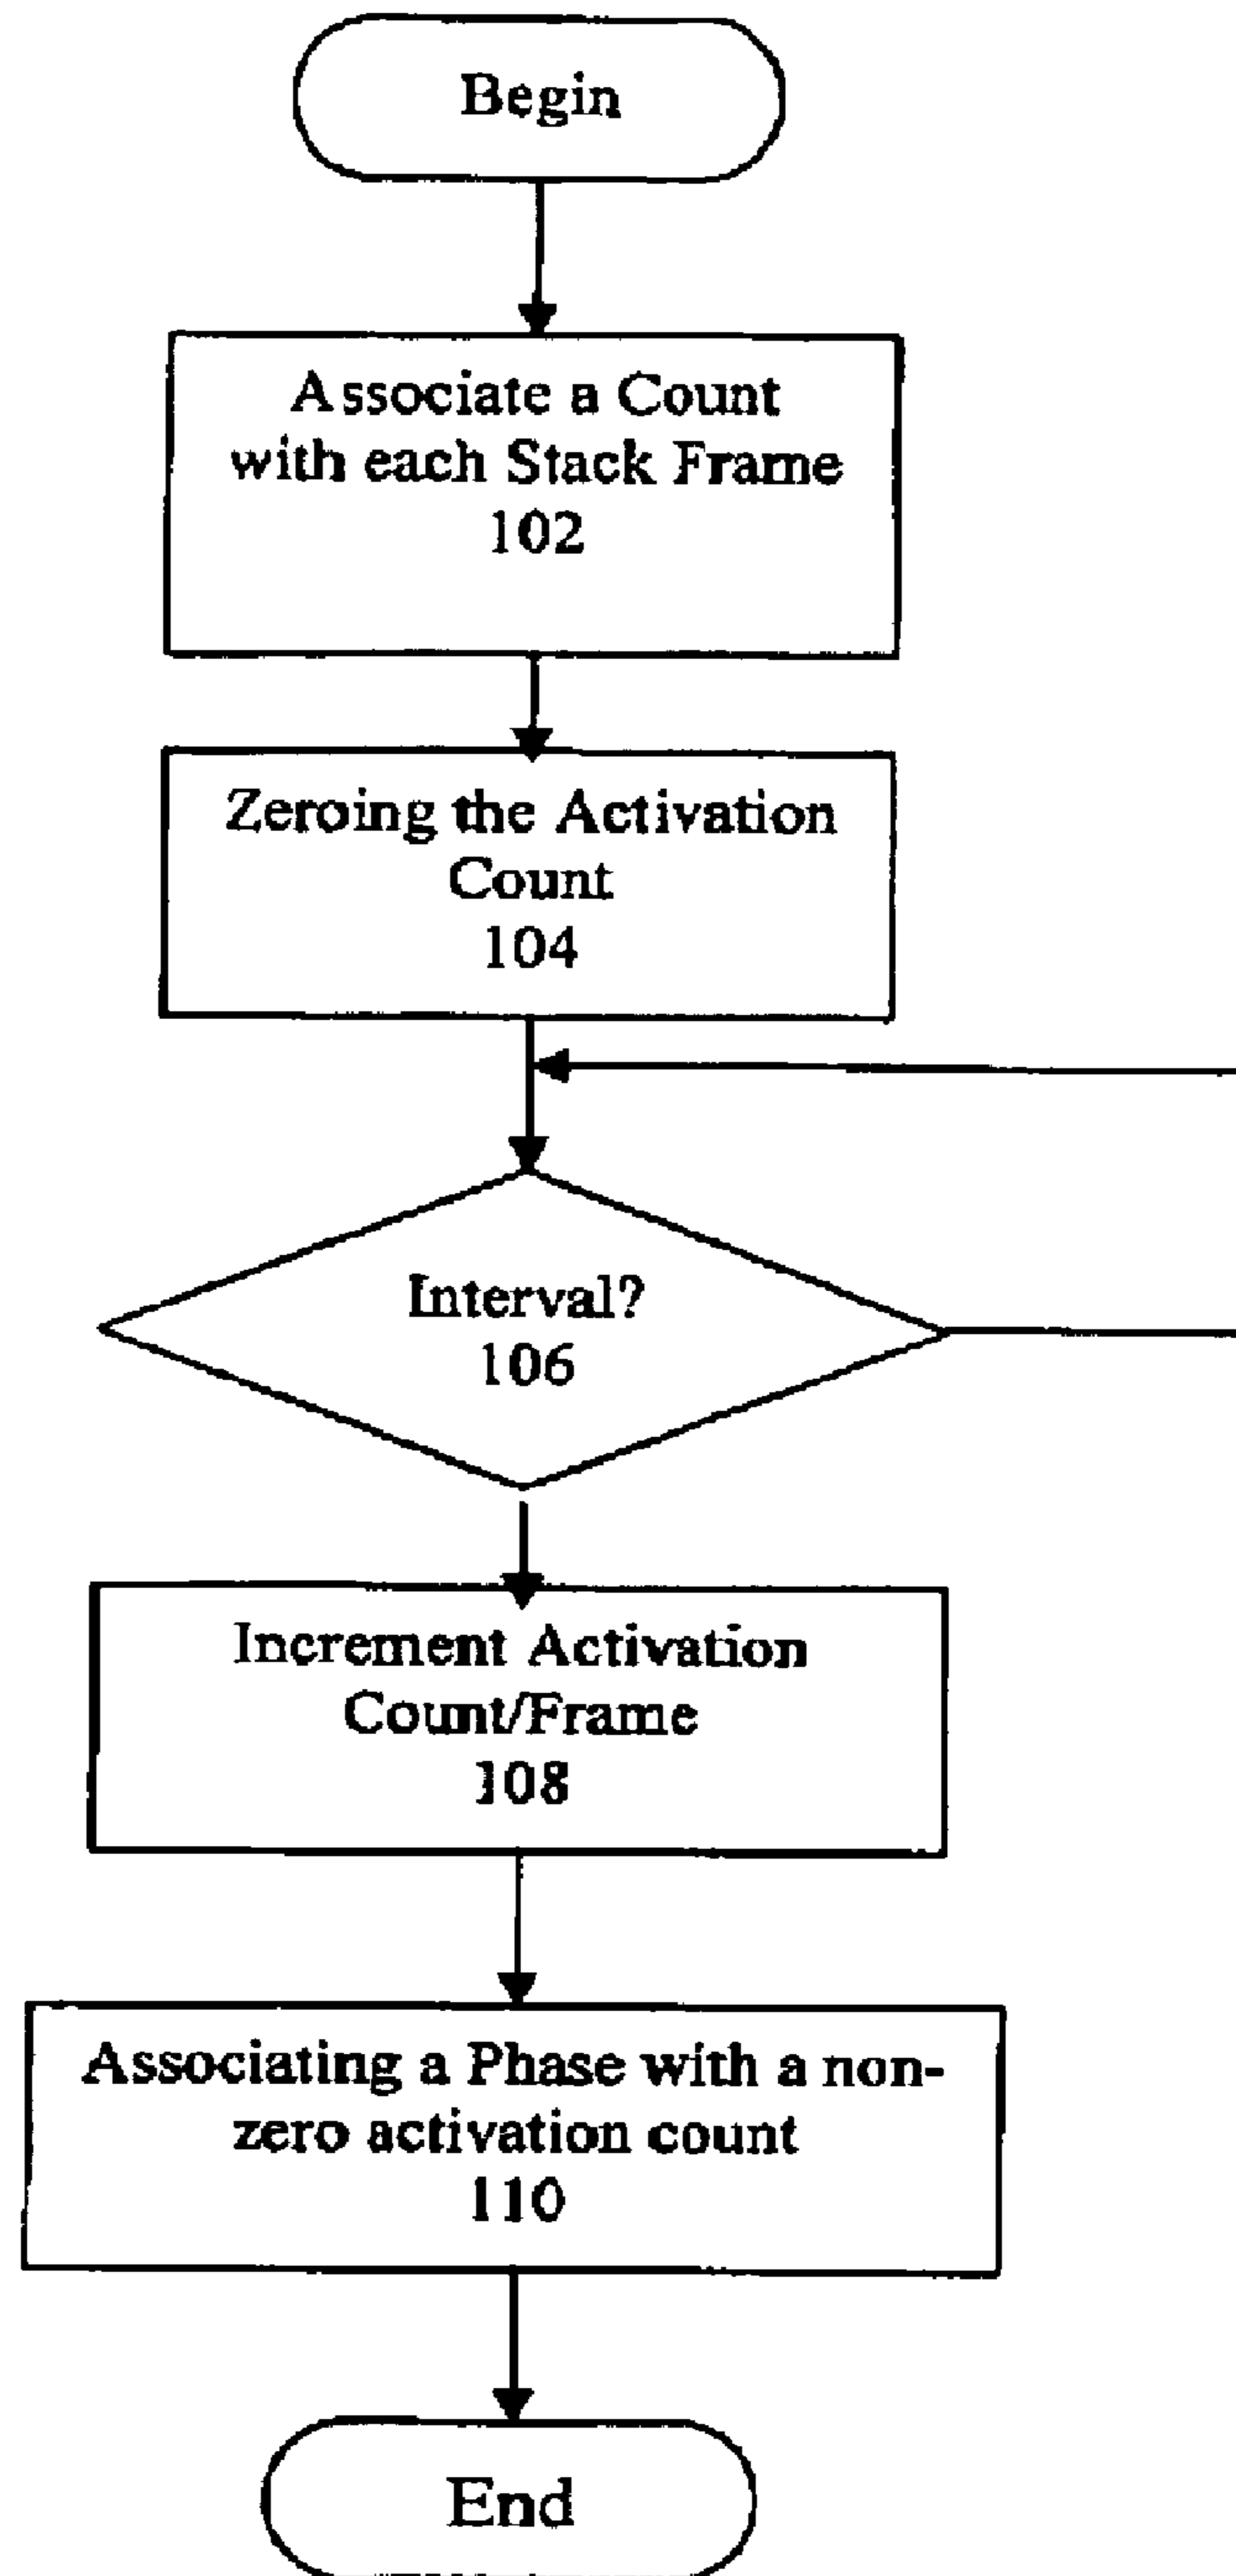 Begin
Associate a Count
with each Stack Frame
102
Zeroing the Activation
Count
104
Interval?
106
Increment Activation
Count/Frame
108
Associating a Phase with a non-
zero activation count
110
End